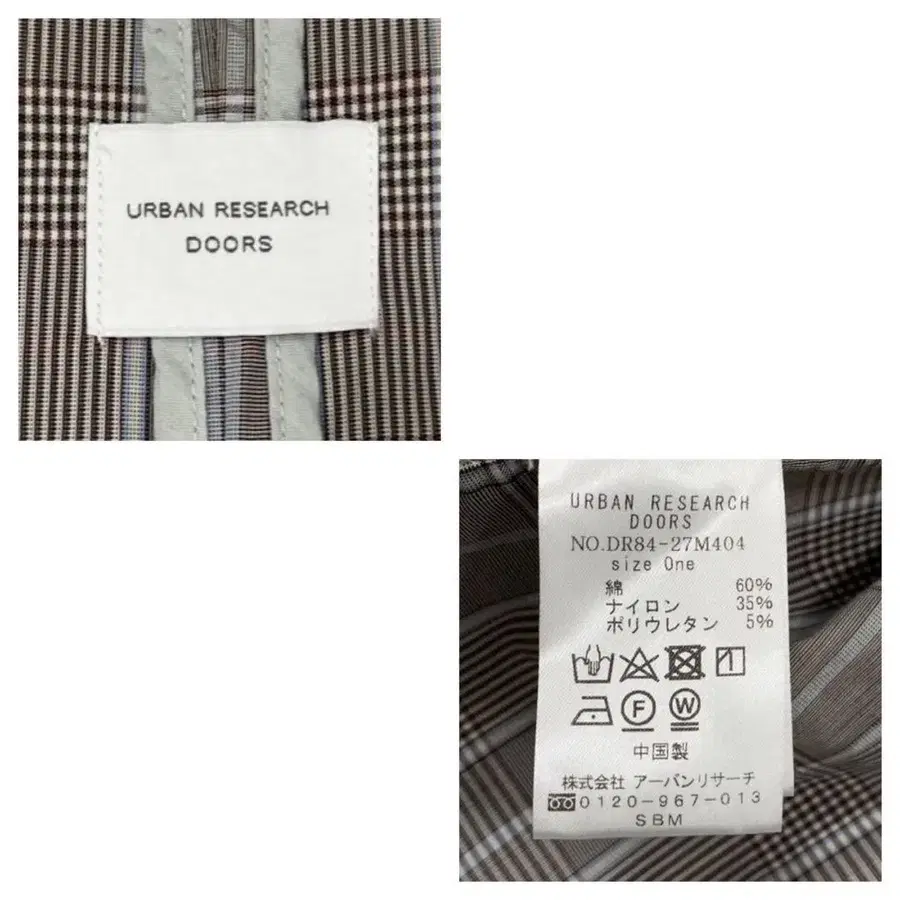 URBAN RESEARCH
DOORS
URBAN RESEARCH
DOORS
NO.DR84-27M404
size One
綿 60%
ナイロン 35%
ポリウレタン 5%
F W
中国製
株式会社 アーバンリサーチ
0120-967-013
SBM